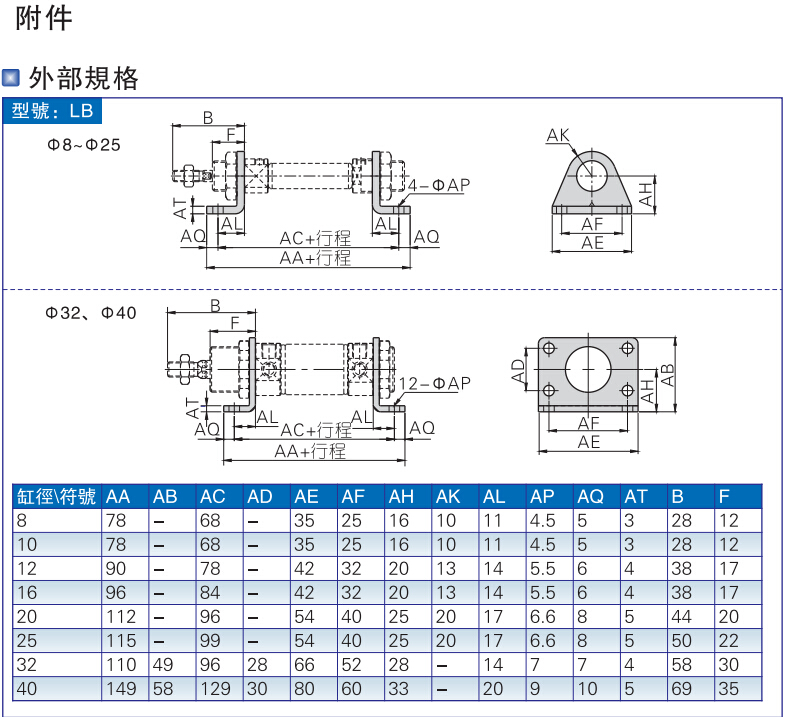 附件
外部規格
型號：LB
Φ8~Φ25
B
F
AK
4-ΦAP
AH
AT
AL
AL
AF
AQ
AC+行程
AQ
AE
AA+行程
Φ32、Φ40
B
F
AD
AB
AH
12-ΦAP
AT
AL
AL
AF
AQ
AC+行程
AQ
AE
AA+行程
缸徑\符號 AA AB AC AD AE AF AH AK AL AP AQ AT B F
8 78 – 68 – 35 25 16 10 11 4.5 5 3 28 12
10 78 – 68 – 35 25 16 10 11 4.5 5 3 28 12
12 90 – 78 – 42 32 20 13 14 5.5 6 4 38 17
16 96 – 84 – 42 32 20 13 14 5.5 6 4 38 17
20 112 – 96 – 54 40 25 20 17 6.6 8 5 44 20
25 115 – 99 – 54 40 25 20 17 6.6 8 5 50 22
32 110 49 96 28 66 52 28 – 14 7 7 4 58 30
40 149 58 129 30 80 60 33 – 20 9 10 5 69 35